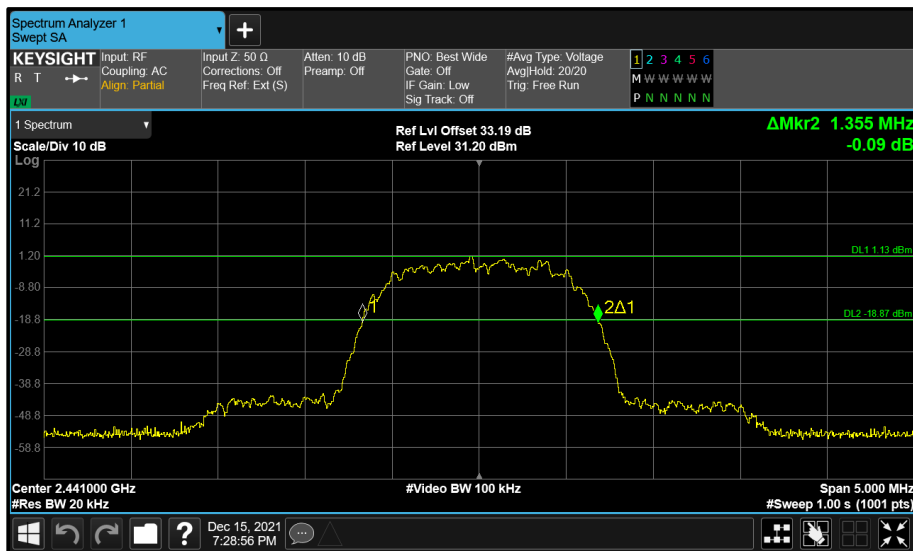 Spectrum Analyzer 1
Swept SA
+
KEYSIGHT
R T
LXI
Input: RF
Coupling: AC
Align: Partial
Input Z: 50 Ω
Corrections: Off
Freq Ref: Ext (S)
Atten: 10 dB
Preamp: Off
PNO: Best Wide
Gate: Off
IF Gain: Low
Sig Track: Off
#Avg Type: Voltage
Avg|Hold: 20/20
Trig: Free Run
1 2 3 4 5 6
M W W W W W
P N N N N N
1 Spectrum
Scale/Div 10 dB
Ref Lvl Offset 33.19 dB
Ref Level 31.20 dBm
ΔMkr2 1.355 MHz
-0.09 dB
Log
21.2
11.2
1.20
-8.80
-18.8
-28.8
-38.8
-48.8
-58.8
DL1 1.13 dBm
DL2 -18.87 dBm
1
2Δ1
Center 2.441000 GHz
#Res BW 20 kHz
#Video BW 100 kHz
Span 5.000 MHz
#Sweep 1.00 s (1001 pts)
?
Dec 15, 2021
7:28:56 PM